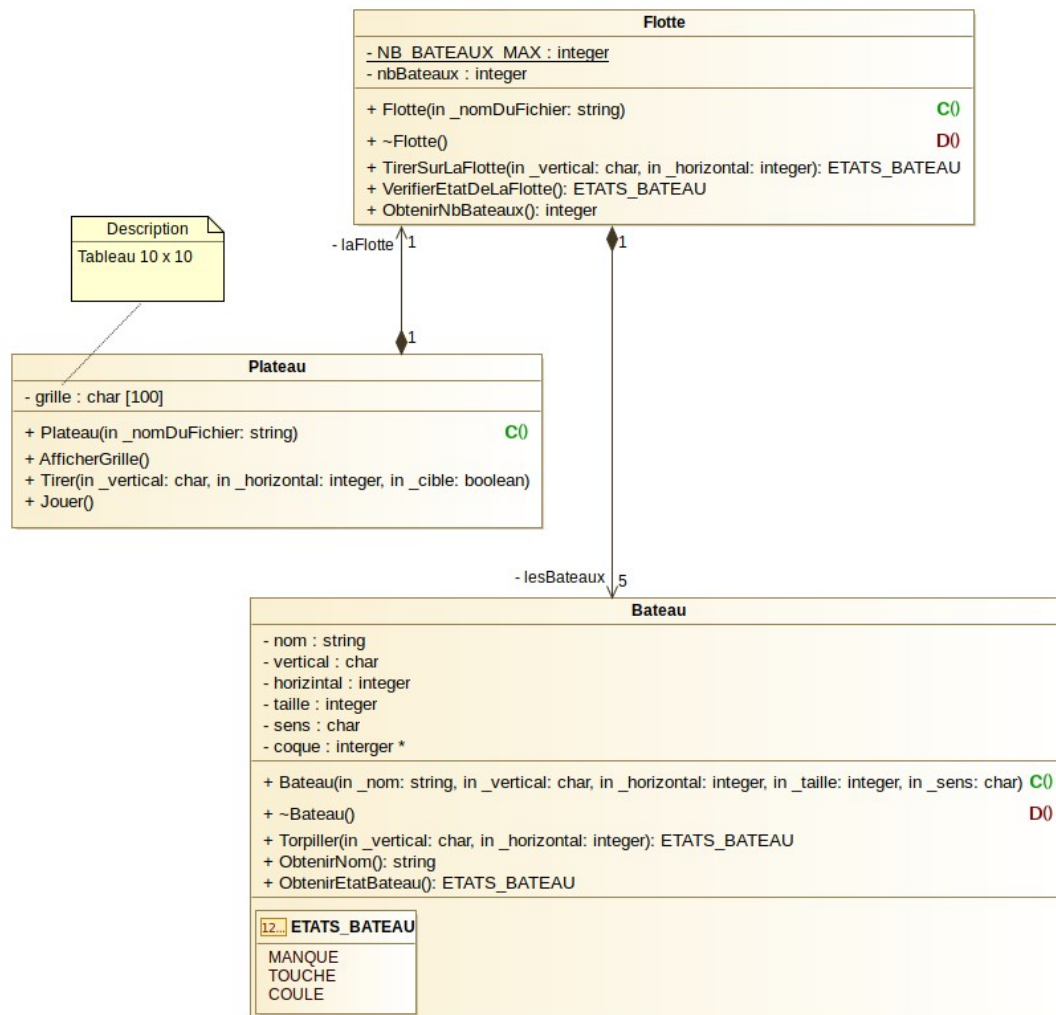 Flotte
- NB_BATEAUX_MAX : integer
- nbBateaux : integer
+ Flotte(in _nomDuFichier: string) C()
+ ~Flotte() D()
+ TirerSurLaFlotte(in _vertical: char, in _horizontal: integer): ETATS_BATEAU
+ VerifierEtatDeLaFlotte(): ETATS_BATEAU
+ ObtenirNbBateaux(): integer
Description
Tableau 10 x 10
- laFlotte 1
1
1
Plateau
- grille : char [100]
+ Plateau(in _nomDuFichier: string) C()
+ AfficherGrille()
+ Tirer(in _vertical: char, in _horizontal: integer, in _cible: boolean)
+ Jouer()
- lesBateaux 5
Bateau
- nom : string
- vertical : char
- horizintal : integer
- taille : integer
- sens : char
- coque : interger *
+ Bateau(in _nom: string, in _vertical: char, in _horizontal: integer, in _taille: integer, in _sens: char) C()
+ ~Bateau() D()
+ Torpiller(in _vertical: char, in _horizontal: integer): ETATS_BATEAU
+ ObtenirNom(): string
+ ObtenirEtatBateau(): ETATS_BATEAU
12... ETATS_BATEAU
MANQUE
TOUCHE
COULE